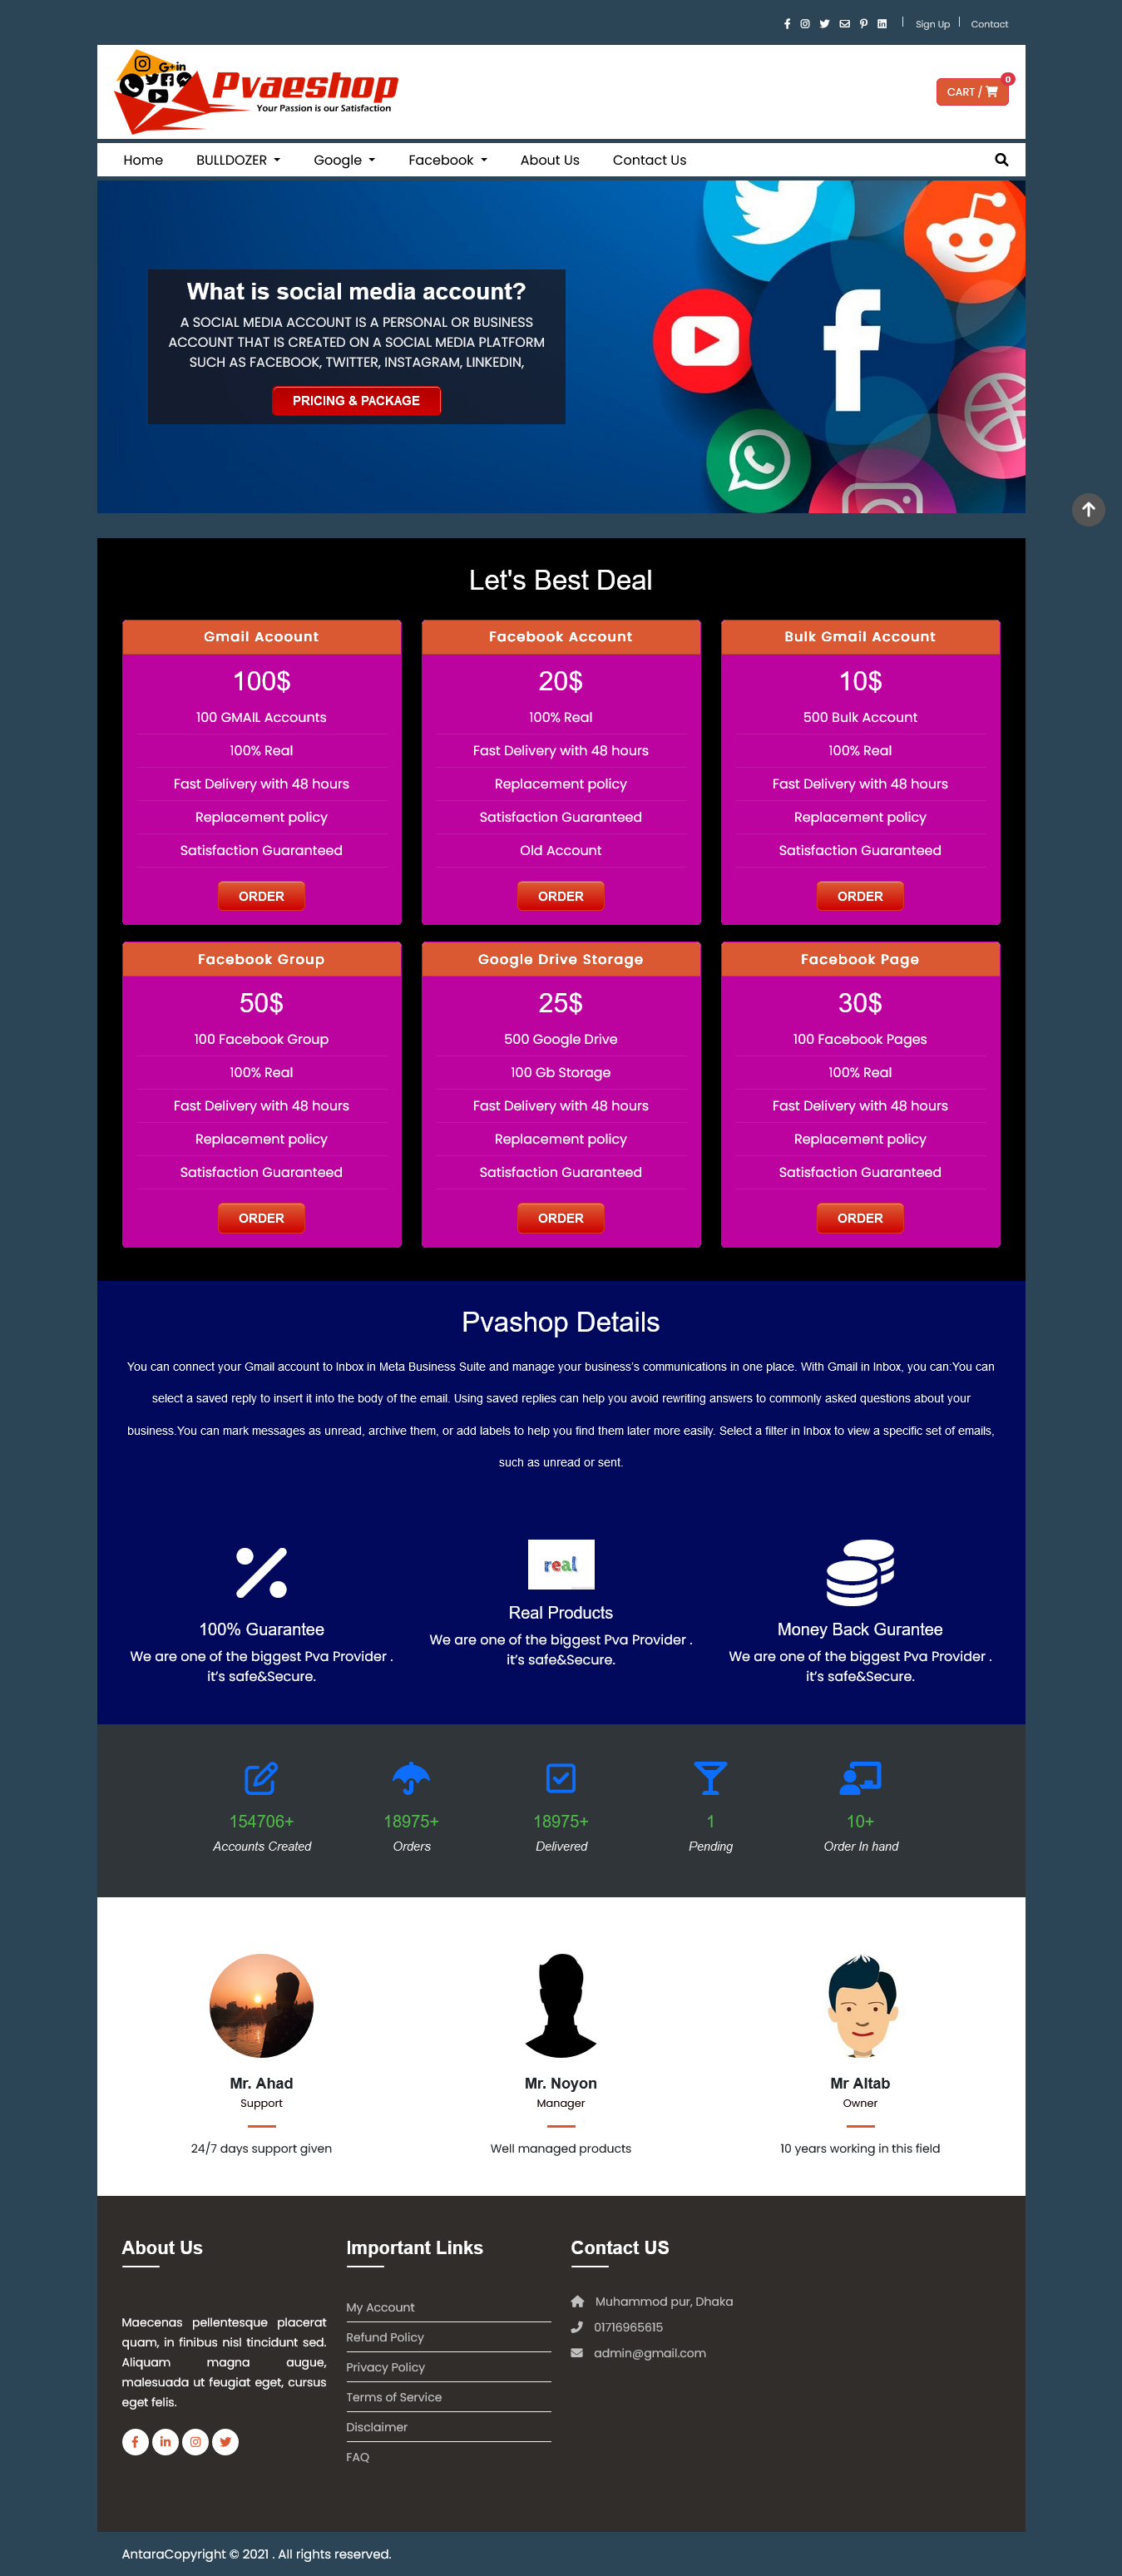 Sign Up
Contact
Pvaeshop
Your Passion is our Satisfaction
CART /
0
Home
BULLDOZER
Google
Facebook
About Us
Contact Us
What is social media account?
A SOCIAL MEDIA ACCOUNT IS A PERSONAL OR BUSINESS
ACCOUNT THAT IS CREATED ON A SOCIAL MEDIA PLATFORM
SUCH AS FACEBOOK, TWITTER, INSTAGRAM, LINKEDIN,
PRICING & PACKAGE
Let's Best Deal
Gmail Acoount
100$
100 GMAIL Accounts
100% Real
Fast Delivery with 48 hours
Replacement policy
Satisfaction Guaranteed
ORDER
Facebook Account
20$
100% Real
Fast Delivery with 48 hours
Replacement policy
Satisfaction Guaranteed
Old Account
ORDER
Bulk Gmail Account
10$
500 Bulk Account
100% Real
Fast Delivery with 48 hours
Replacement policy
Satisfaction Guaranteed
ORDER
Facebook Group
50$
100 Facebook Group
100% Real
Fast Delivery with 48 hours
Replacement policy
Satisfaction Guaranteed
ORDER
Google Drive Storage
25$
500 Google Drive
100 Gb Storage
Fast Delivery with 48 hours
Replacement policy
Satisfaction Guaranteed
ORDER
Facebook Page
30$
100 Facebook Pages
100% Real
Fast Delivery with 48 hours
Replacement policy
Satisfaction Guaranteed
ORDER
Pvashop Details
You can connect your Gmail account to Inbox in Meta Business Suite and manage your business's communications in one place. With Gmail in Inbox, you can:You can
select a saved reply to insert it into the body of the email. Using saved replies can help you avoid rewriting answers to commonly asked questions about your
business.You can mark messages as unread, archive them, or add labels to help you find them later more easily. Select a filter in Inbox to view a specific set of emails,
such as unread or sent.
100% Guarantee
We are one of the biggest Pva Provider .
it's safe&Secure.
real
Real Products
We are one of the biggest Pva Provider .
it's safe&Secure.
Money Back Gurantee
We are one of the biggest Pva Provider .
it's safe&Secure.
154706+
Accounts Created
18975+
Orders
18975+
Delivered
1
Pending
10+
Order In hand
Mr. Ahad
Support
24/7 days support given
Mr. Noyon
Manager
Well managed products
Mr Altab
Owner
10 years working in this field
About Us
Maecenas pellentesque placerat
quam, in finibus nisl tincidunt sed.
Aliquam magna augue,
malesuada ut feugiat eget, cursus
eget felis.
Important Links
My Account
Refund Policy
Privacy Policy
Terms of Service
Disclaimer
FAQ
Contact US
Muhammod pur, Dhaka
01716965615
admin@gmail.com
AntaraCopyright © 2021 . All rights reserved.